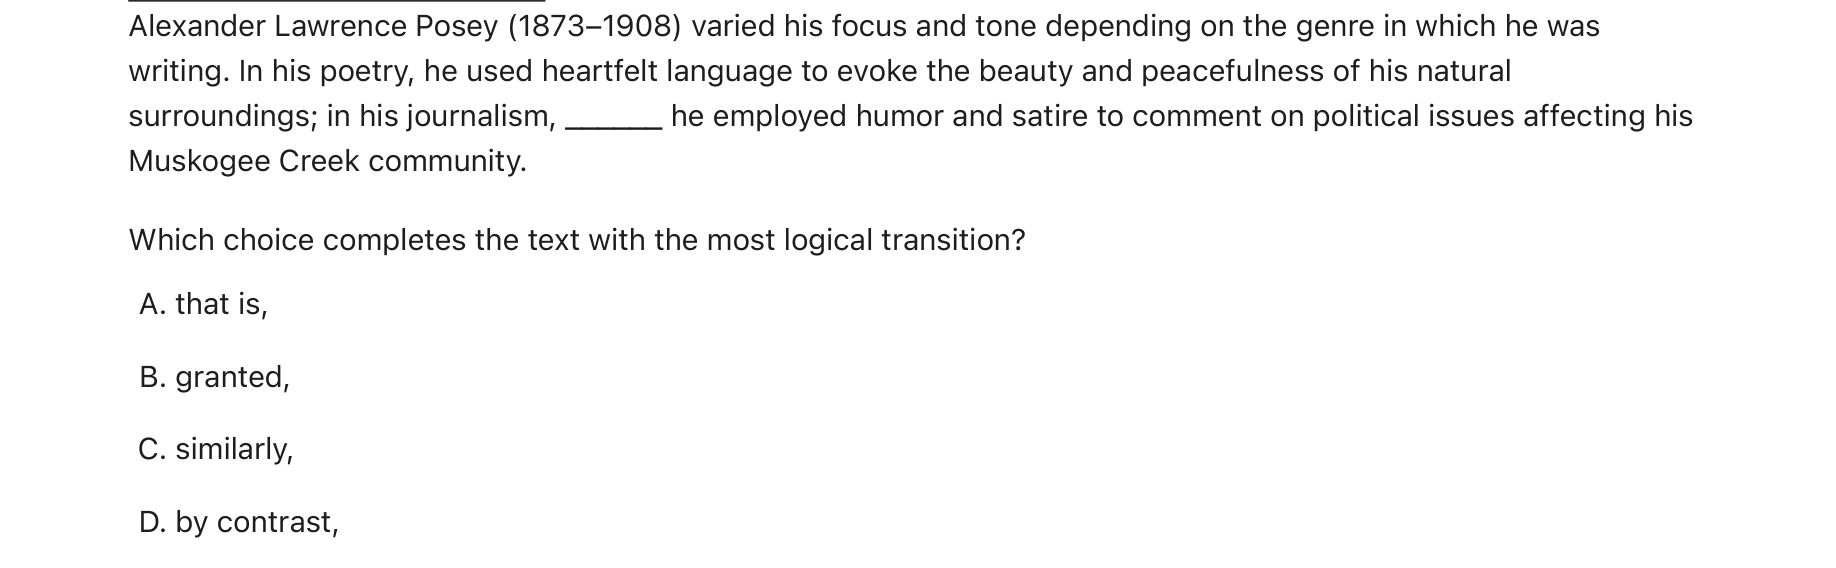 Alexander Lawrence Posey (1873–1908) varied his focus and tone depending on the genre in which he was
writing. In his poetry, he used heartfelt language to evoke the beauty and peacefulness of his natural
surroundings; in his journalism, ______ he employed humor and satire to comment on political issues affecting his
Muskogee Creek community.
Which choice completes the text with the most logical transition?
A. that is,
B. granted,
C. similarly,
D. by contrast,